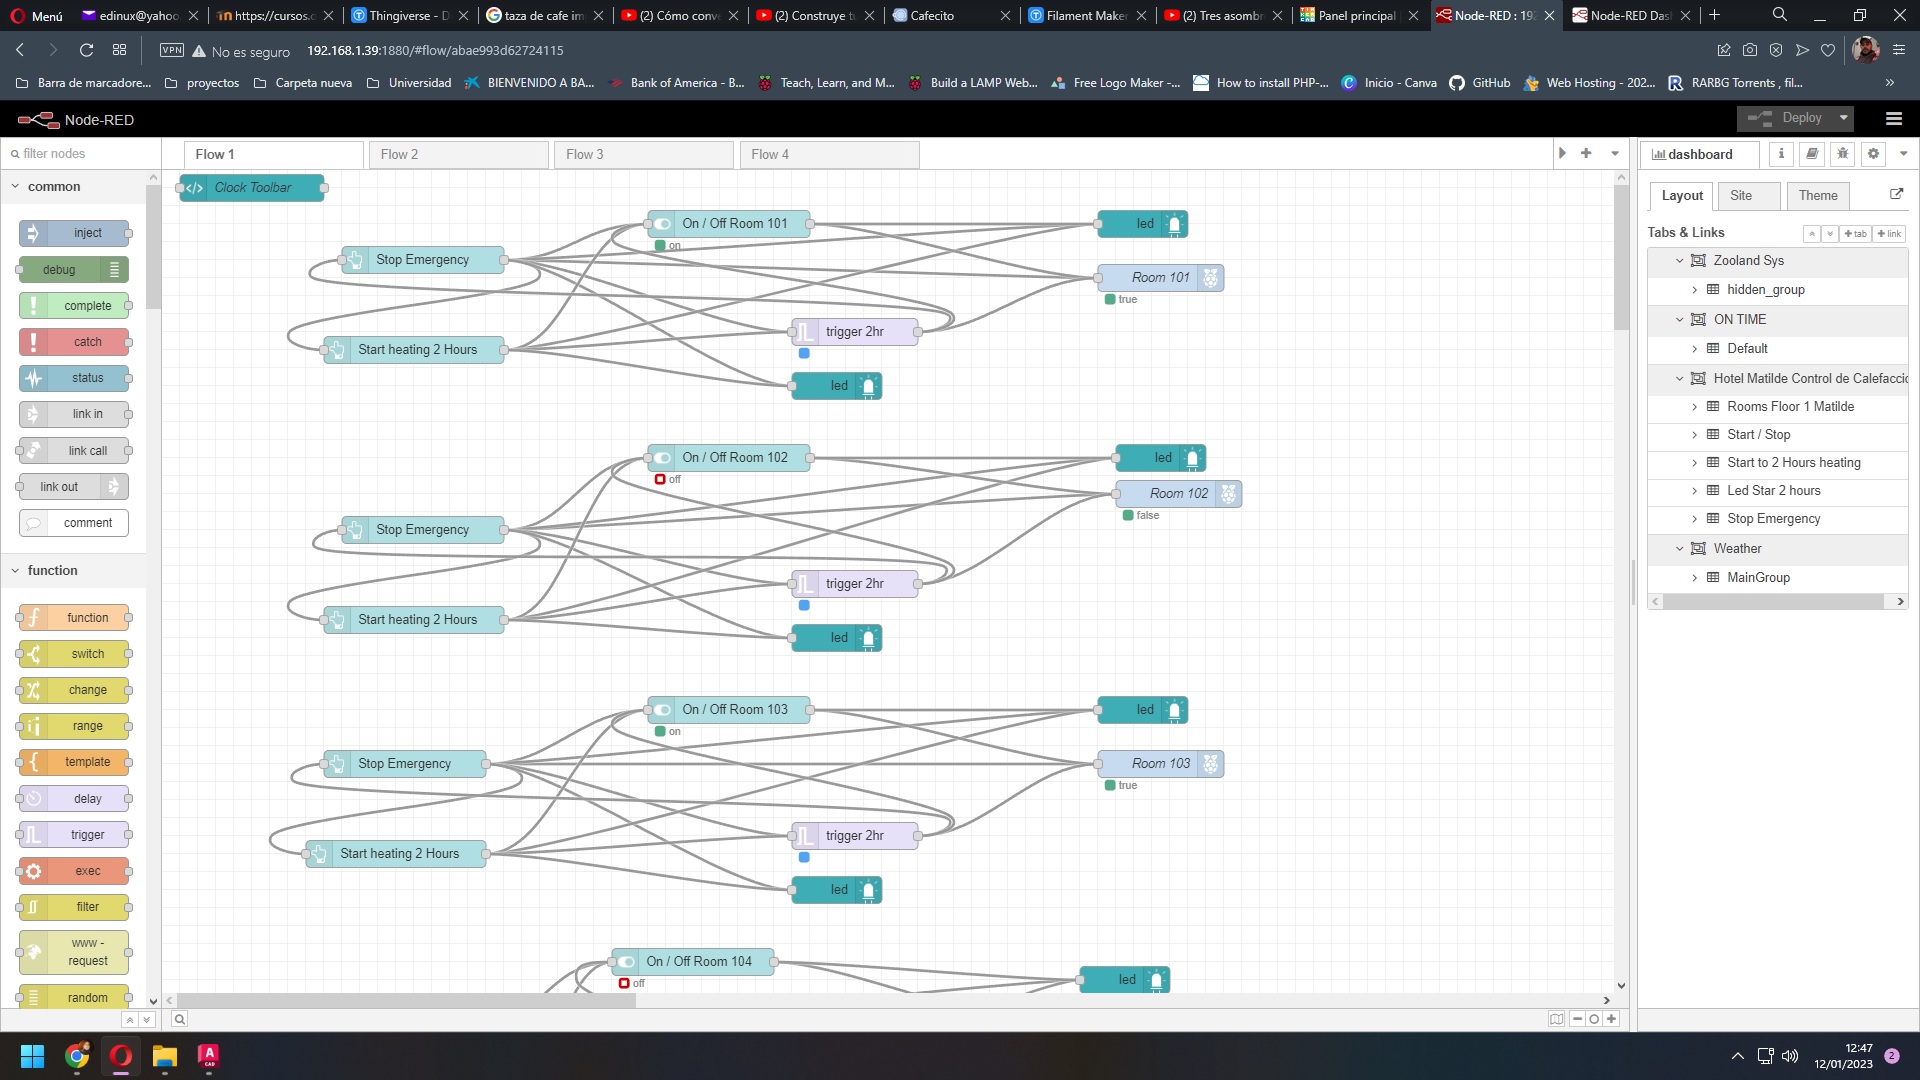 Menú
edinux@yahoo.
https://cursos.c
Thingiverse - D
taza de cafe im
(2) Cómo conv
(2) Construye t
Cafecito
Filament Maker
(2) Tres asomb
Panel principal
Node-RED : 192
Node-RED Das
VPN
No es seguro
192.168.1.39:1880/#flow/abae993d62724115
Barra de marcadore...
proyectos
Carpeta nueva
Universidad
BIENVENIDO A BA...
Bank of America - B...
Teach, Learn, and M...
Build a LAMP Web...
Free Logo Maker -...
How to install PHP-...
Inicio - Canva
GitHub
Web Hosting - 202...
RARBG Torrents , fil...
Node-RED
Deploy
filter nodes
Flow 1
Flow 2
Flow 3
Flow 4
dashboard
common
inject
debug
complete
catch
status
link in
link call
link out
comment
function
function
switch
change
range
template
delay
trigger
exec
filter
www -
request
random
Clock Toolbar
On / Off Room 101
on
led
Stop Emergency
Room 101
true
trigger 2hr
Start heating 2 Hours
led
On / Off Room 102
off
led
Room 102
false
Stop Emergency
trigger 2hr
Start heating 2 Hours
led
On / Off Room 103
on
led
Stop Emergency
Room 103
true
trigger 2hr
Start heating 2 Hours
led
On / Off Room 104
off
led
Layout
Site
Theme
Tabs & Links
tab
link
Zooland Sys
hidden_group
ON TIME
Default
Hotel Matilde Control de Calefacció
Rooms Floor 1 Matilde
Start / Stop
Start to 2 Hours heating
Led Star 2 hours
Stop Emergency
Weather
MainGroup
12:47
12/01/2023
2